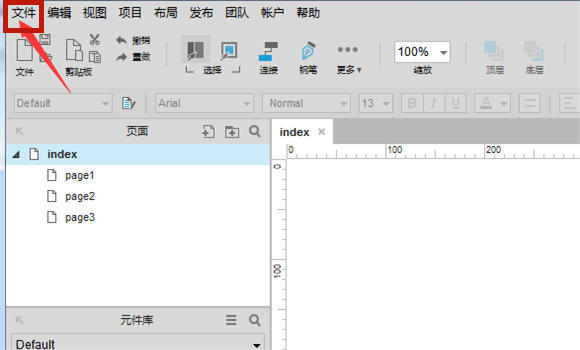 文件 编辑 视图 项目 布局 发布 团队 帐户 帮助
撤销
重做
100%
文件 剪贴板 选择 连接 钢笔 更多 缩放 顶层 底层
Default Arial Normal 13 B I U A
页面
index
index
0 100 200
page1
page2
page3
0
100
元件库
Default